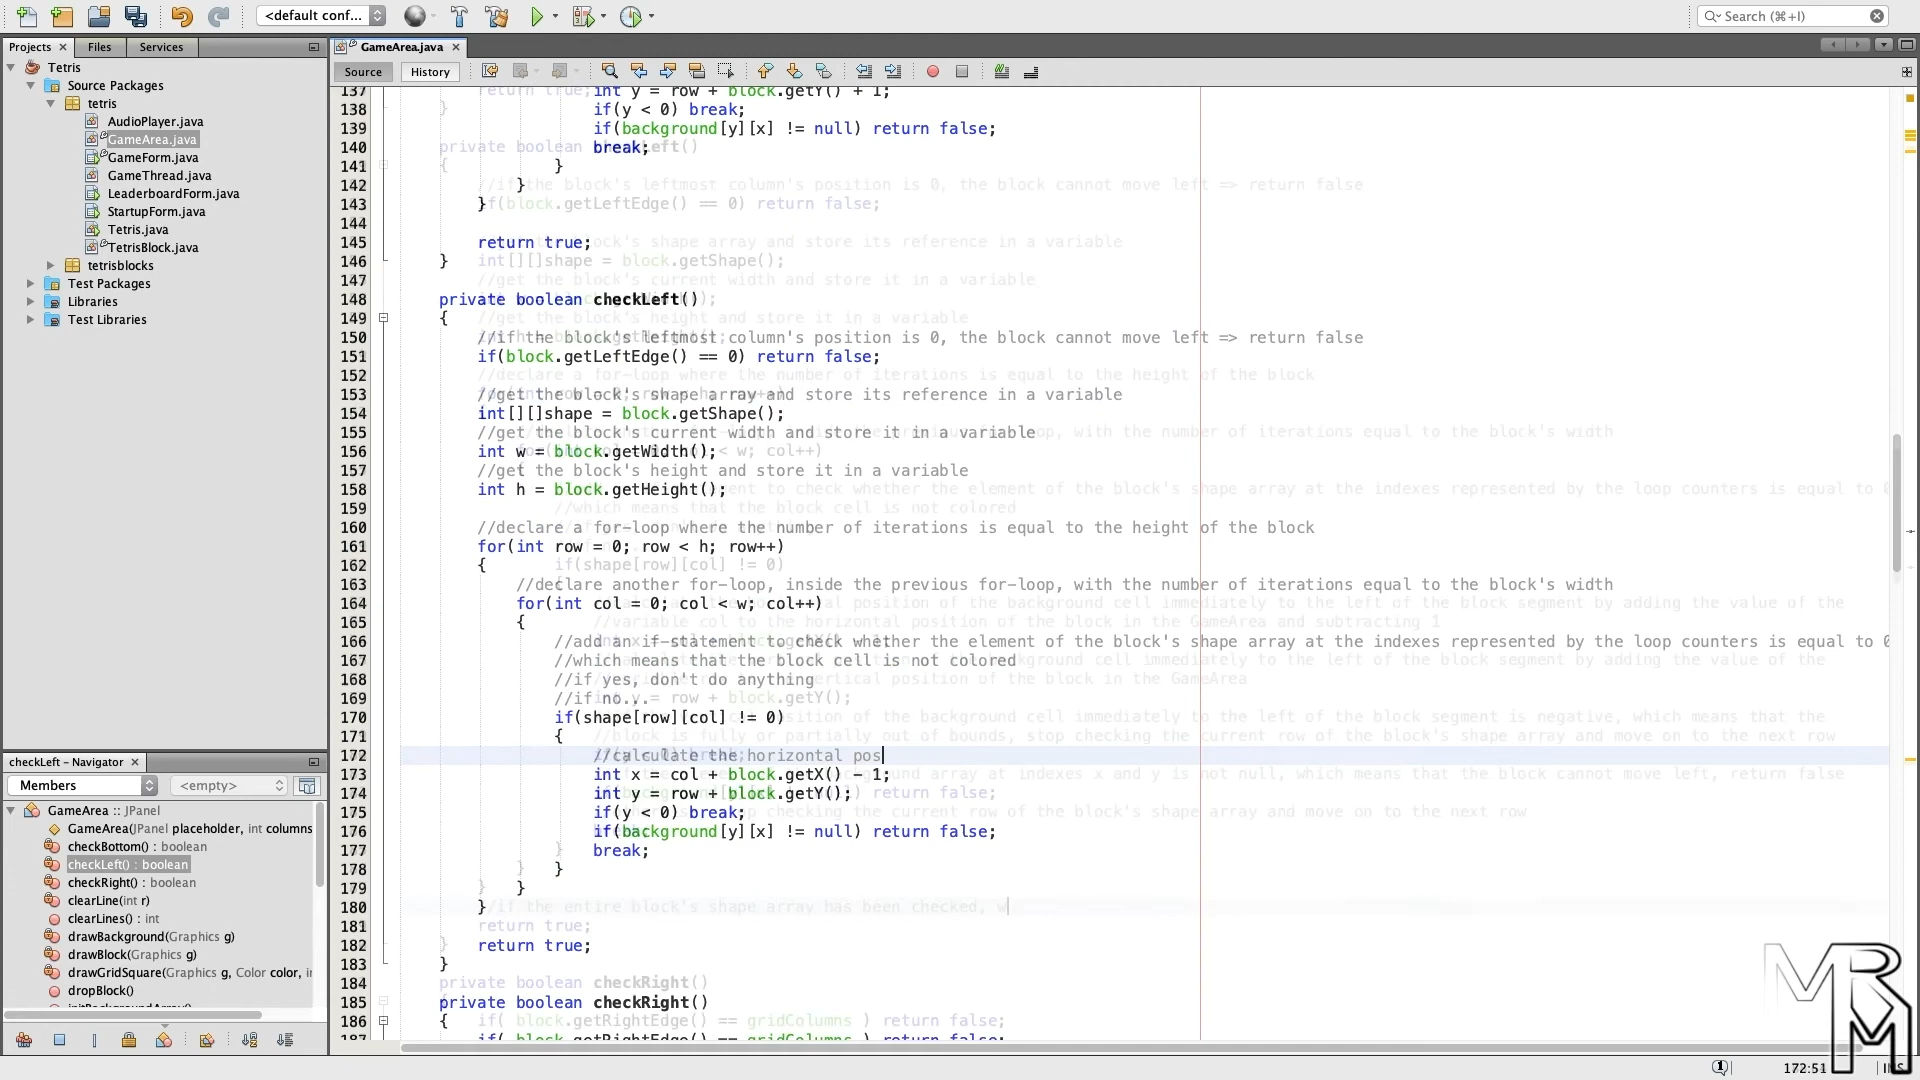 <default conf...
Search (⌘+I)
Projects
Files
Services
GameArea.java
Source
History
Tetris
Source Packages
tetris
AudioPlayer.java
GameArea.java
GameForm.java
GameThread.java
LeaderboardForm.java
StartupForm.java
Tetris.java
TetrisBlock.java
tetrisblocks
Test Packages
Libraries
Test Libraries
137 int y = row + block.getY() + 1;
138 if(y < 0) break;
139 if(background[y][x] != null) return false;
140 break;
141 }
142 }
143 }
144
145 return true;
146 }
147
148 private boolean checkLeft()
149 {
150 //if the block's leftmost column's position is 0, the block cannot move left => return false
151 if(block.getLeftEdge() == 0) return false;
152
153 //get the block's shape array and store its reference in a variable
154 int[][]shape = block.getShape();
155 //get the block's current width and store it in a variable
156 int w = block.getWidth();
157 //get the block's height and store it in a variable
158 int h = block.getHeight();
159
160 //declare a for-loop where the number of iterations is equal to the height of the block
161 for(int row = 0; row < h; row++)
162 {
163 //declare another for-loop, inside the previous for-loop, with the number of iterations equal to the block's width
164 for(int col = 0; col < w; col++)
165 {
166 //add an if-statement to check whether the element of the block's shape array at the indexes represented by the loop counters is equal to 0
167 //which means that the block cell is not colored
168 //if yes, don't do anything
169 //if no...
170 if(shape[row][col] != 0)
171 {
172 //calculate the horizontal pos
173 int x = col + block.getX() - 1;
174 int y = row + block.getY();
175 if(y < 0) break;
176 if(background[y][x] != null) return false;
177 break;
178 }
179 }
180 }
181
182 return true;
183 }
184
185 private boolean checkRight()
186 {
187 if( block.getRightEdge() == gridColumns ) return false;
checkLeft - Navigator
Members
<empty>
GameArea :: JPanel
GameArea(JPanel placeholder, int columns
checkBottom() : boolean
checkLeft() : boolean
checkRight() : boolean
clearLine(int r)
clearLines() : int
drawBackground(Graphics g)
drawBlock(Graphics g)
drawGridSquare(Graphics g, Color color, in
dropBlock()
initBackgroundArray()
172:51
MRM